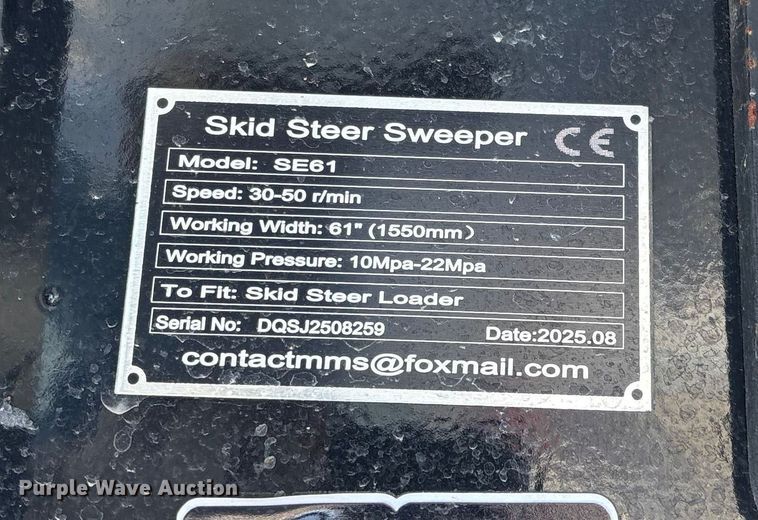 Skid Steer Sweeper CE
Model: SE61
Speed: 30-50 r/min
Working Width: 61" (1550mm）
Working Pressure: 10Mpa-22Mpa
To Fit: Skid Steer Loader
Serial No: DQSJ2508259 Date:2025.08
contactmms@foxmail.com
Purple Wave Auction